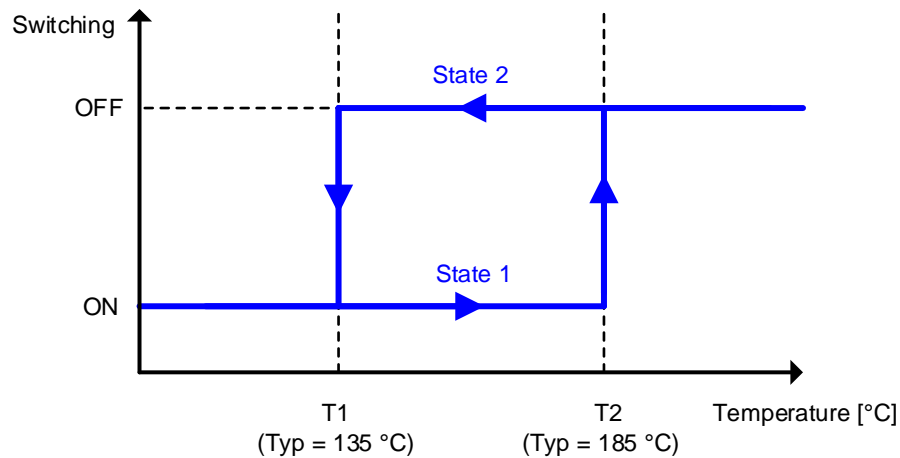 Switching
State 2
OFF
State 1
ON
T1
T2
Temperature [°C]
(Typ = 135 °C)
(Typ = 185 °C)